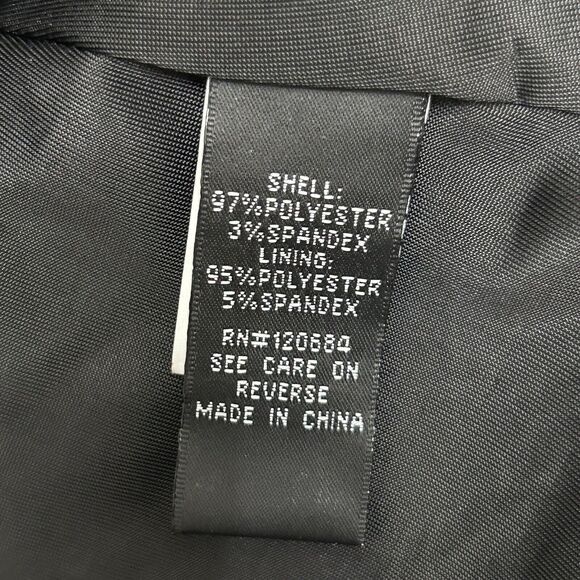 SHELL:
97%POLYESTER
3%SPANDEX
LINING:
95%POLYESTER
5%SPANDEX
RN#120684
SEE CARE ON
REVERSE
MADE IN CHINA